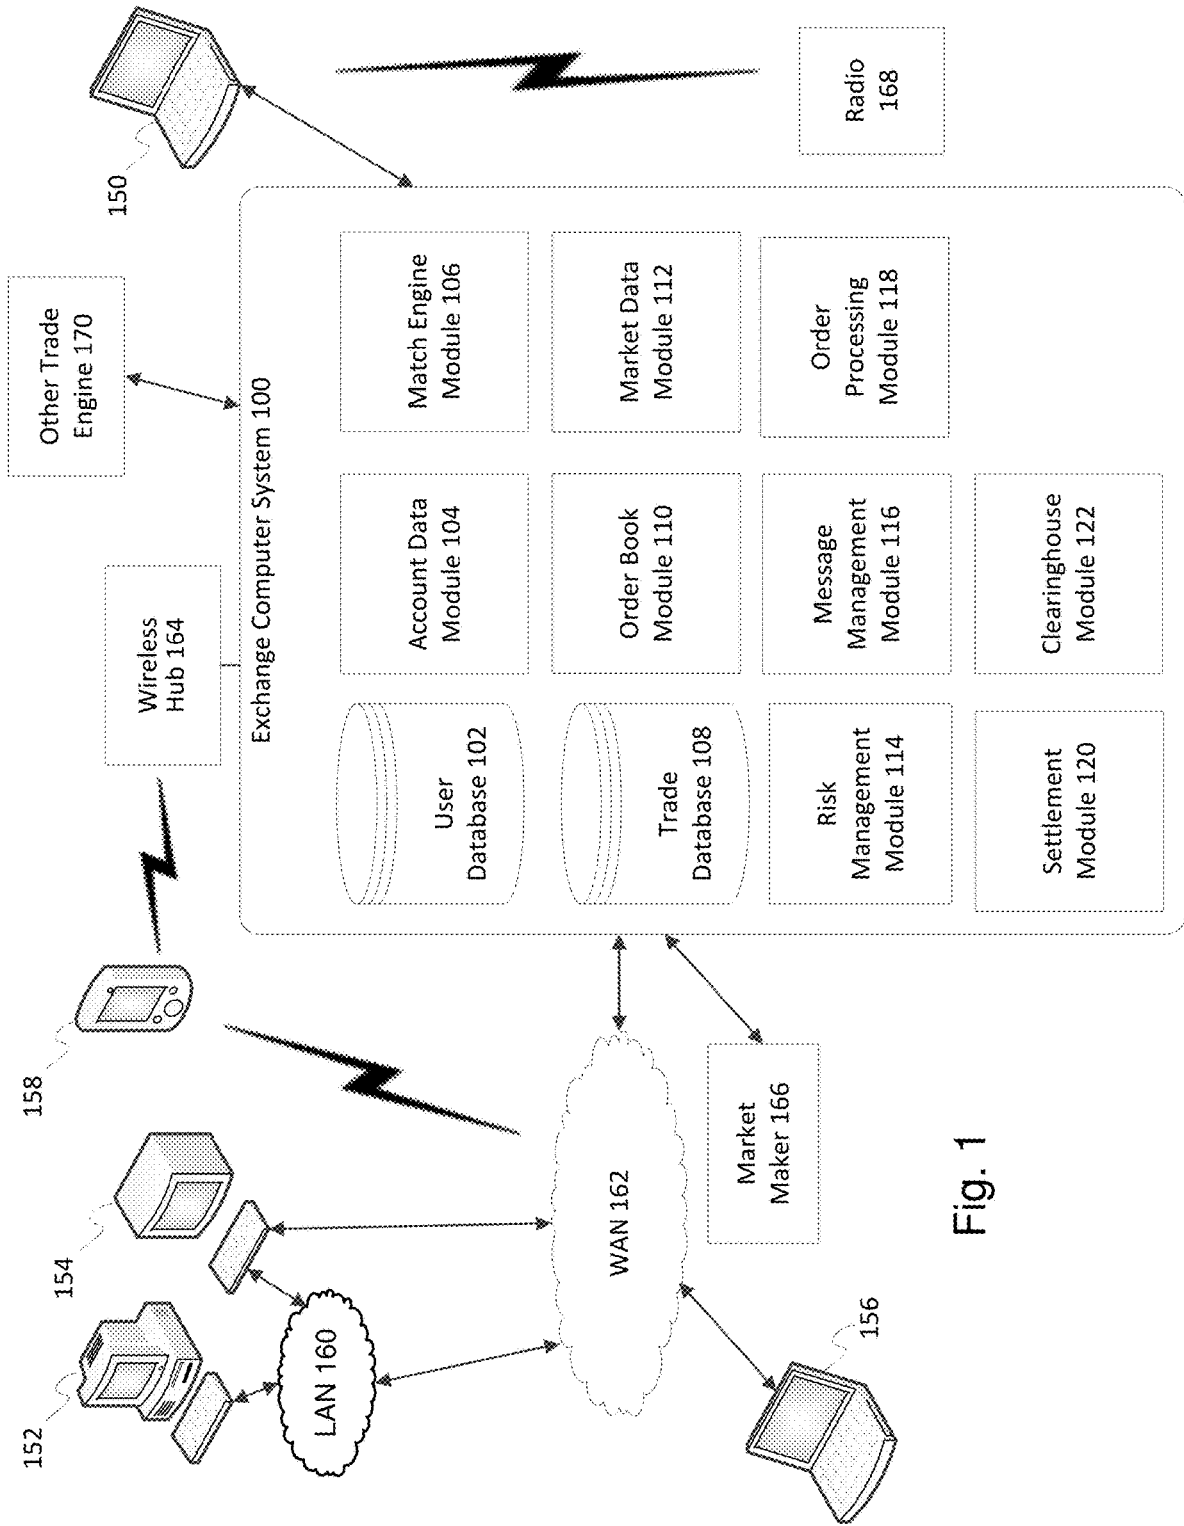 152
154
158
Wireless
Hub 164
Other Trade
Engine 170
150
LAN 160
Exchange Computer System 100
User
Database 102
Account Data
Module 104
Match Engine
Module 106
WAN 162
Trade
Database 108
Order Book
Module 110
Market Data
Module 112
Market
Maker 166
Risk
Management
Module 114
Message
Management
Module 116
Order
Processing
Module 118
Radio
168
156
Settlement
Module 120
Clearinghouse
Module 122
Fig. 1